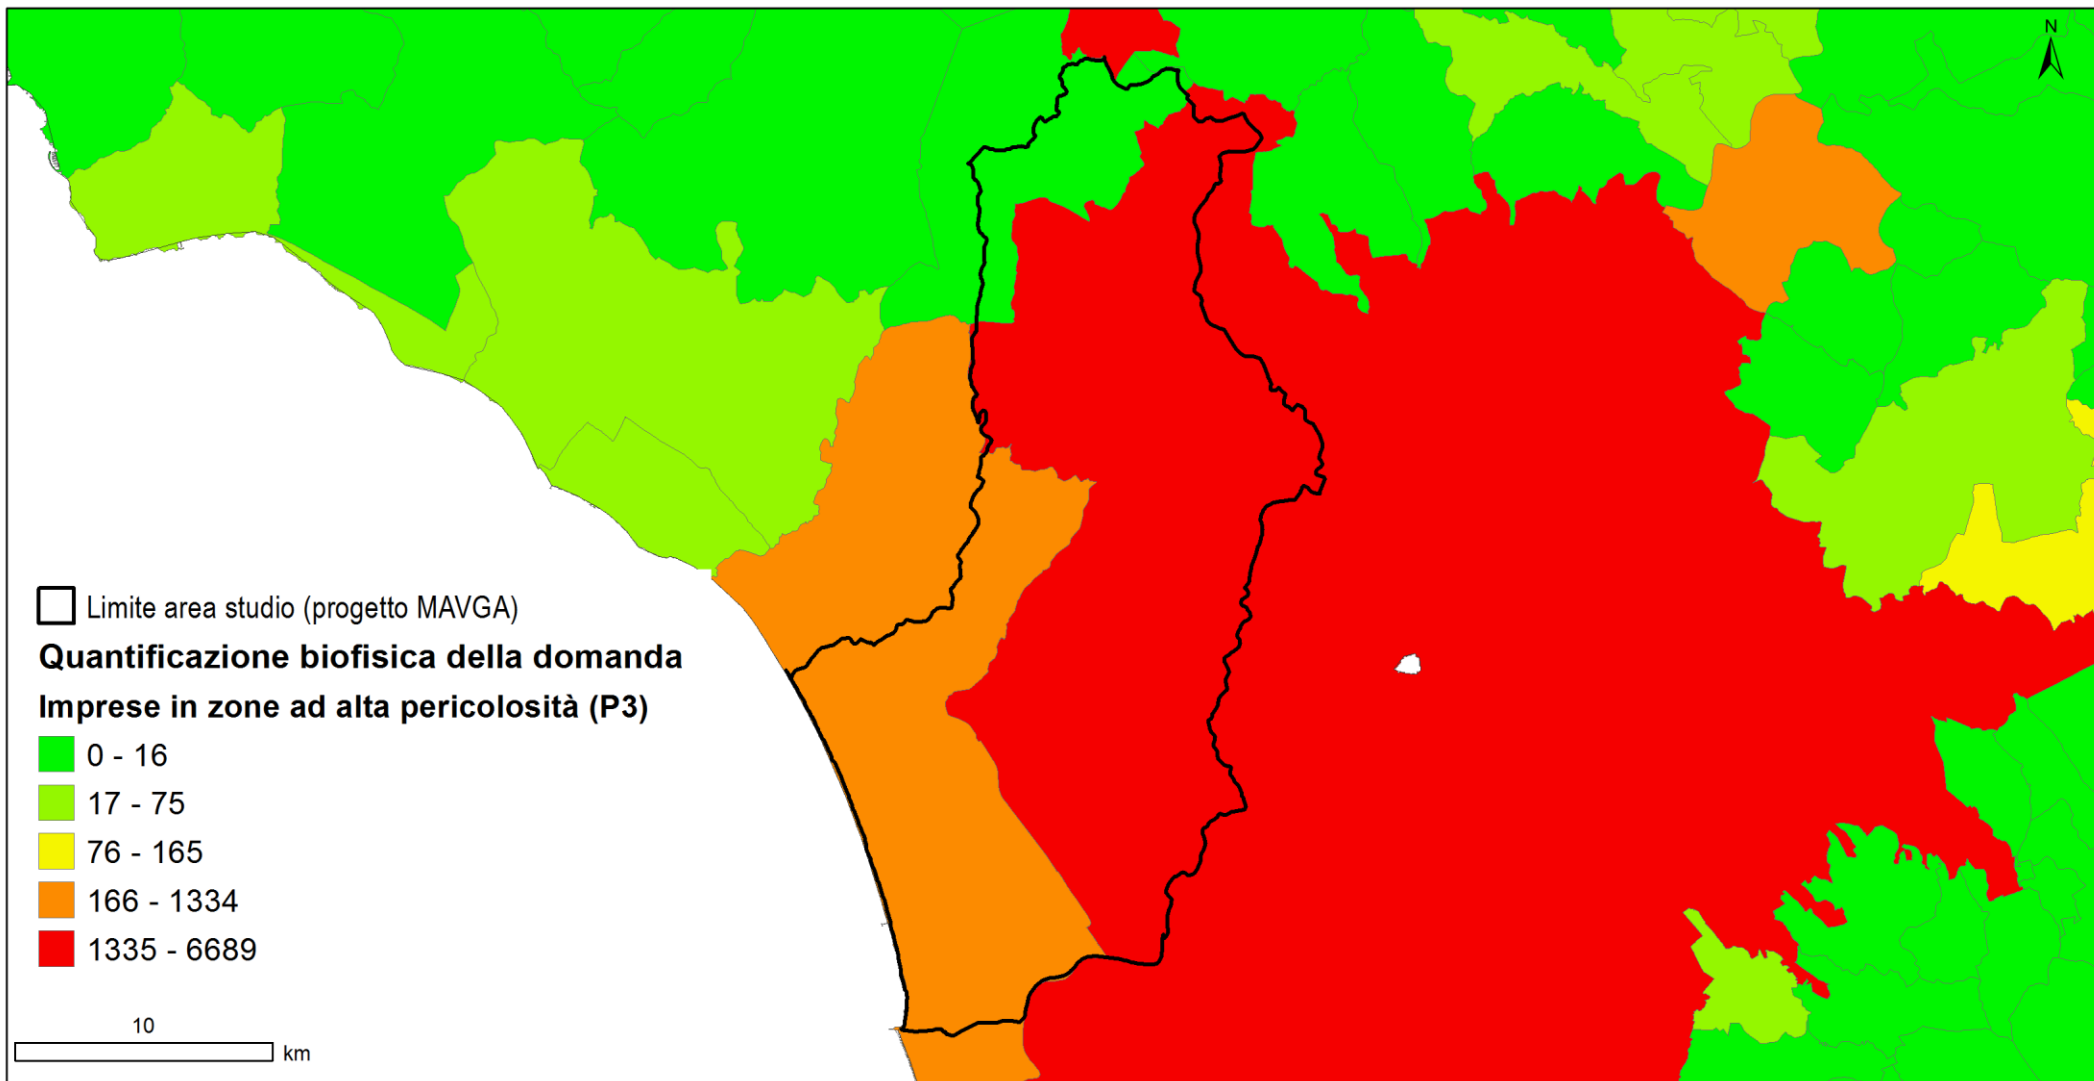 N
Limite area studio (progetto MAVGA)
Quantificazione biofisica della domanda
Imprese in zone ad alta pericolosità (P3)
0 - 16
17 - 75
76 - 165
166 - 1334
1335 - 6689
10
km